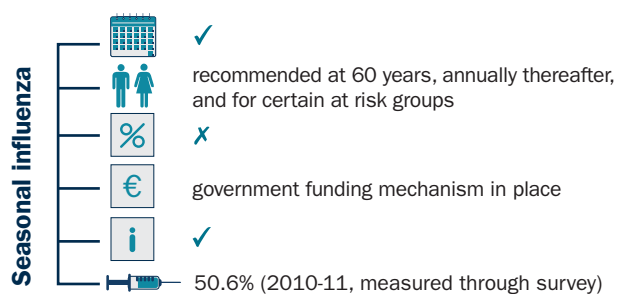 Seasonal influenza
✓
recommended at 60 years, annually thereafter,
and for certain at risk groups
%
✗
€
government funding mechanism in place
i
✓
50.6% (2010-11, measured through survey)